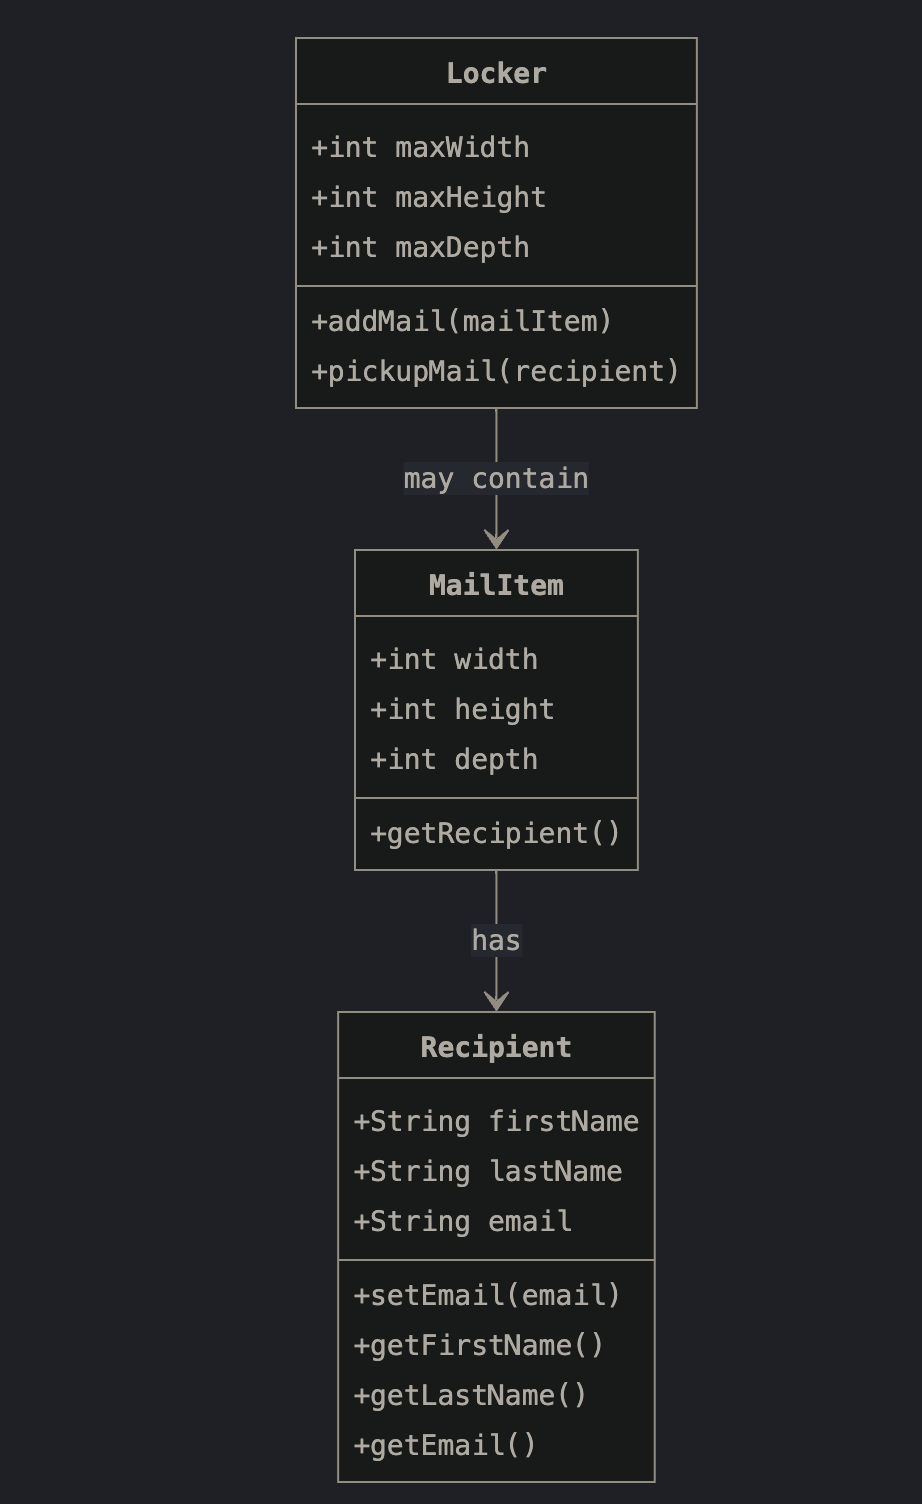 Locker
+int maxWidth
+int maxHeight
+int maxDepth
+addMail(mailItem)
+pickupMail(recipient)
may contain
MailItem
+int width
+int height
+int depth
+getRecipient()
has
Recipient
+String firstName
+String lastName
+String email
+setEmail(email)
+getFirstName()
+getLastName()
+getEmail()